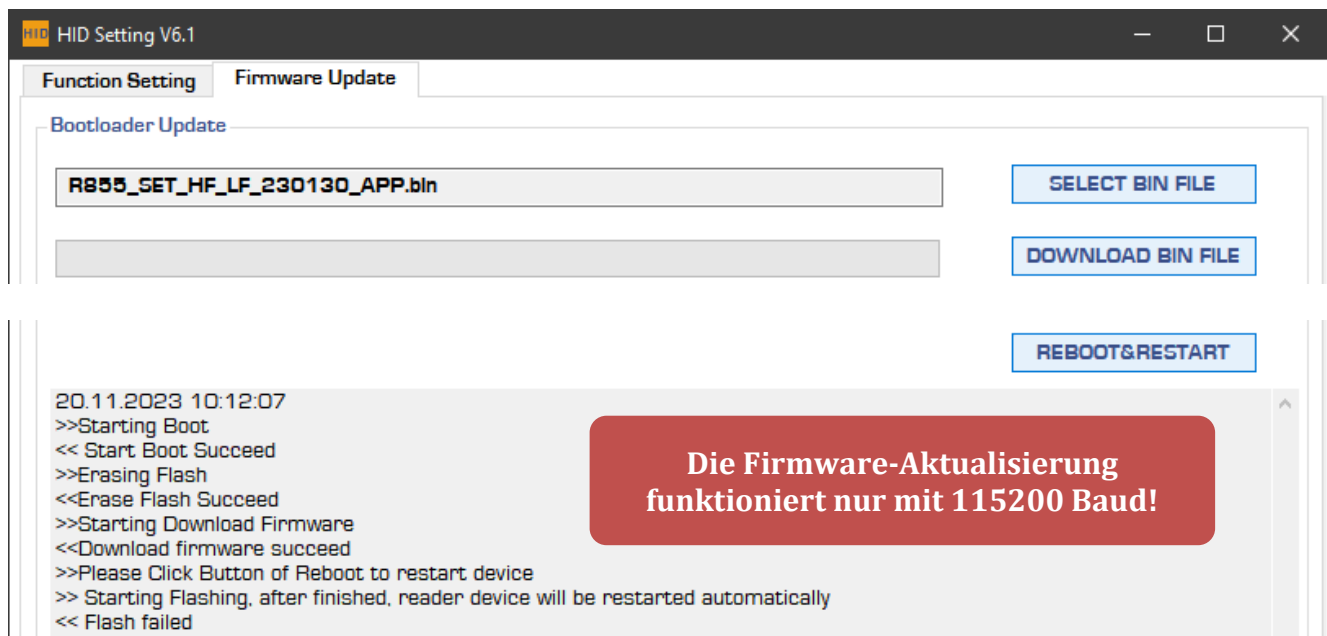 HID HID Setting V6.1
Function Setting Firmware Update
Bootloader Update
R855_SET_HF_LF_230130_APP.bin
SELECT BIN FILE
DOWNLOAD BIN FILE
REBOOT&RESTART
20.11.2023 10:12:07
>>Starting Boot
<< Start Boot Succeed
>>Erasing Flash
<<Erase Flash Succeed
>>Starting Download Firmware
<<Download firmware succeed
>>Please Click Button of Reboot to restart device
>> Starting Flashing, after finished, reader device will be restarted automatically
<< Flash failed
Die Firmware-Aktualisierung
funktioniert nur mit 115200 Baud!